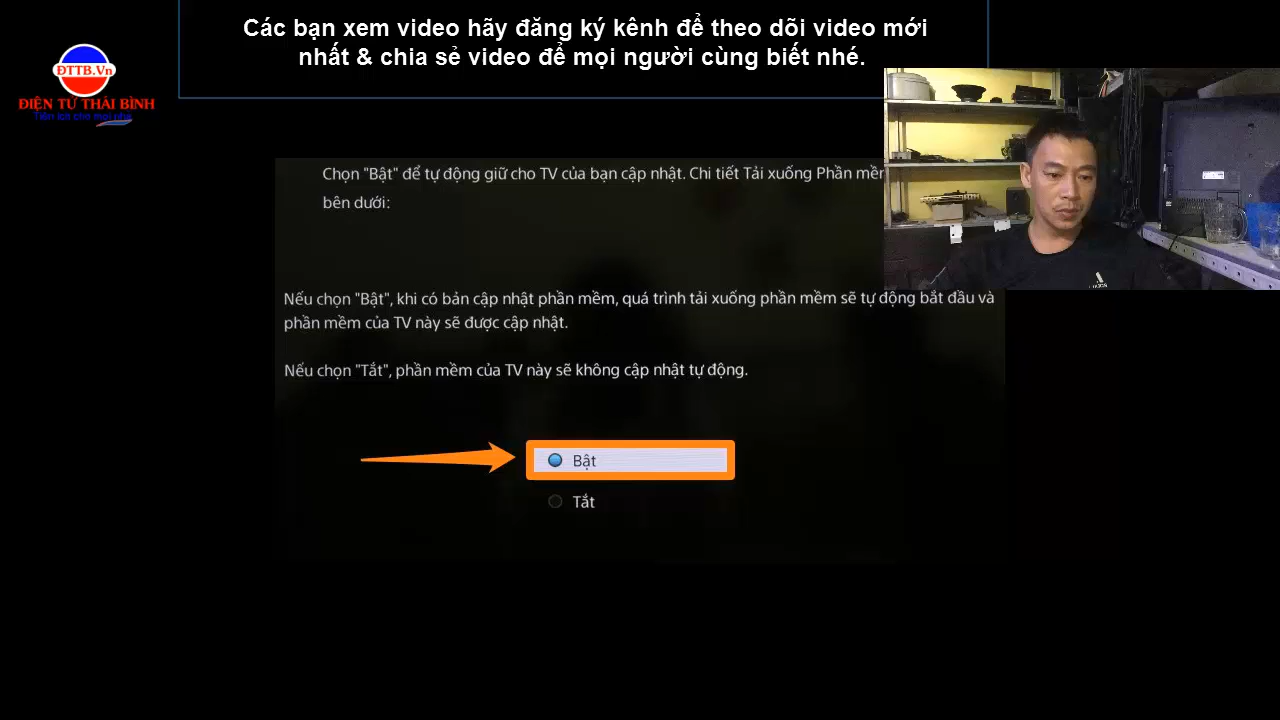 Các bạn xem video hãy đăng ký kênh để theo dõi video mới
nhất & chia sẻ video để mọi người cùng biết nhé.
ĐTTB.Vn
ĐIỆN TỬ THÁI BÌNH
Tiện ích cho mọi nhà
Chọn "Bật" để tự động giữ cho TV của bạn cập nhật. Chi tiết Tải xuống Phần
bên dưới:
Nếu chọn "Bật", khi có bản cập nhật phần mềm, quá trình tải xuống phần mềm sẽ tự động bắt đầu và
phần mềm của TV này sẽ được cập nhật.
Nếu chọn "Tắt", phần mềm của TV này sẽ không cập nhật tự động.
Bật
Tắt